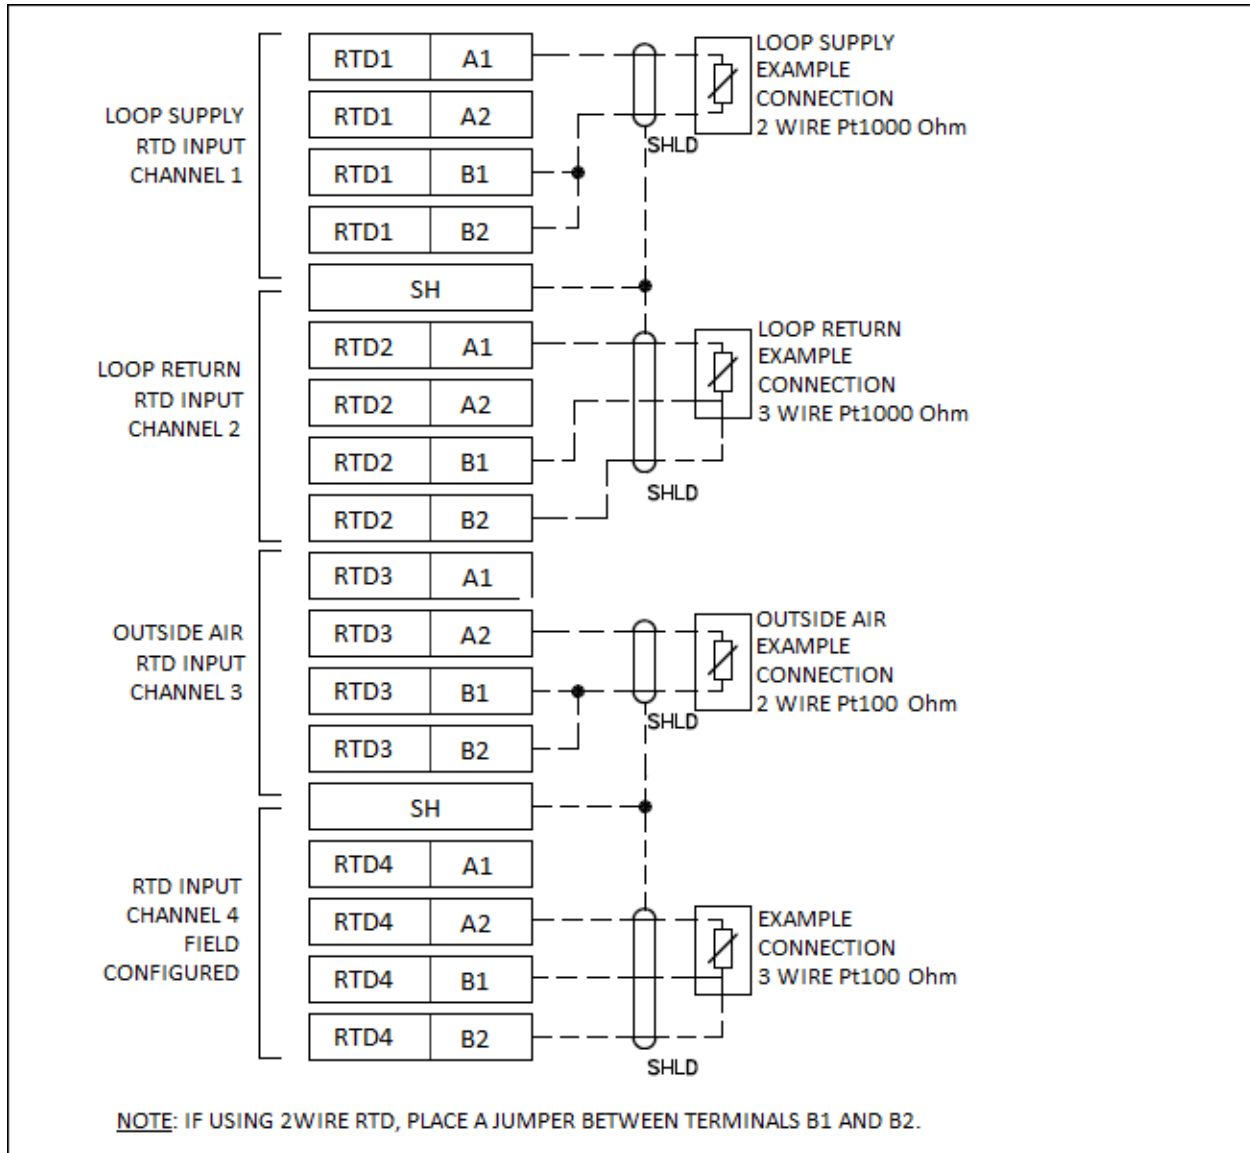 LOOP SUPPLY
RTD INPUT
CHANNEL 1
RTD1 A1
RTD1 A2
RTD1 B1
RTD1 B2
SH
LOOP SUPPLY
EXAMPLE
CONNECTION
2 WIRE Pt1000 Ohm
SHLD
LOOP RETURN
RTD INPUT
CHANNEL 2
RTD2 A1
RTD2 A2
RTD2 B1
RTD2 B2
LOOP RETURN
EXAMPLE
CONNECTION
3 WIRE Pt1000 Ohm
SHLD
OUTSIDE AIR
RTD INPUT
CHANNEL 3
RTD3 A1
RTD3 A2
RTD3 B1
RTD3 B2
SH
OUTSIDE AIR
EXAMPLE
CONNECTION
2 WIRE Pt100 Ohm
SHLD
RTD INPUT
CHANNEL 4
FIELD
CONFIGURED
RTD4 A1
RTD4 A2
RTD4 B1
RTD4 B2
EXAMPLE
CONNECTION
3 WIRE Pt100 Ohm
SHLD
NOTE: IF USING 2WIRE RTD, PLACE A JUMPER BETWEEN TERMINALS B1 AND B2.